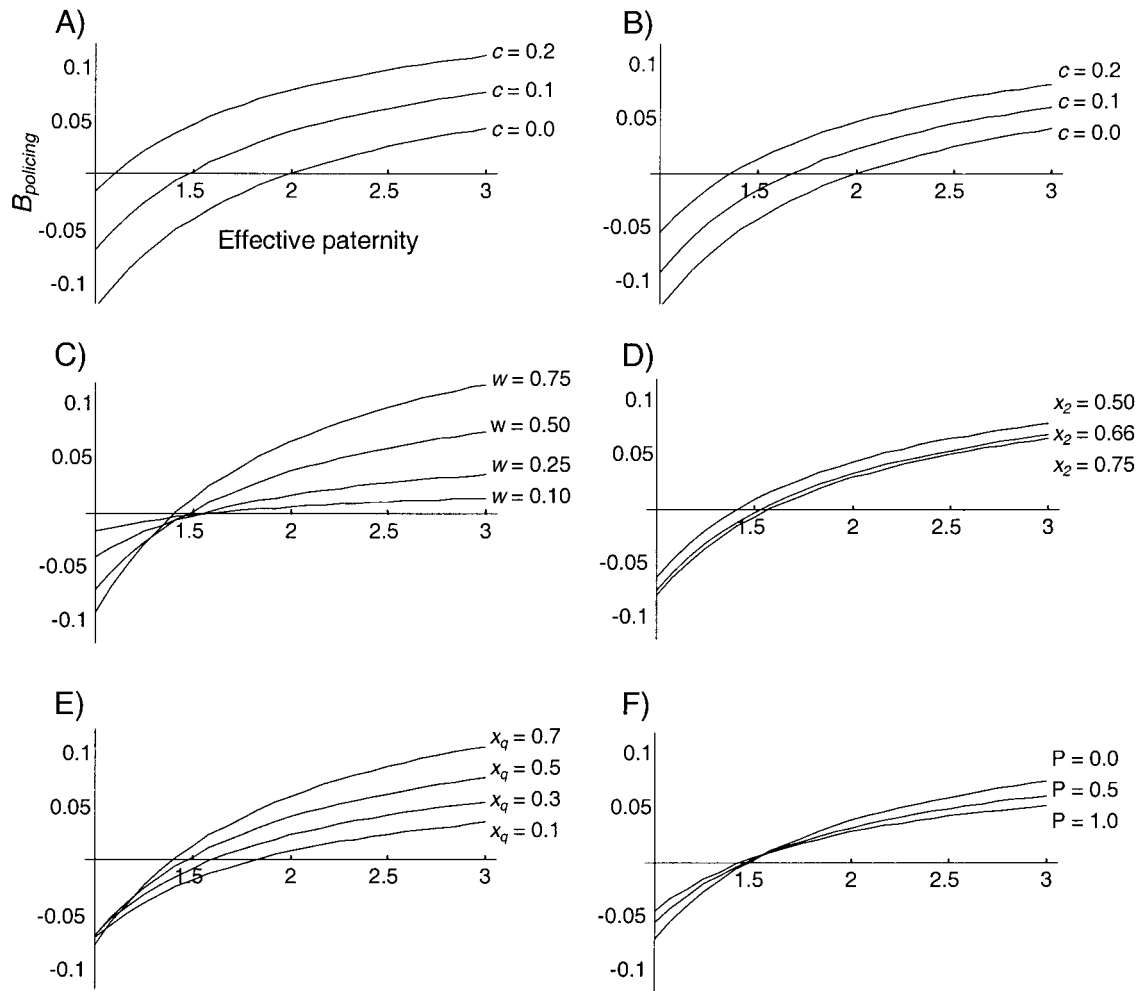 A)
0.1
0.05
-0.05
-0.1
B_policing
1.5
2
2.5
3
Effective paternity
c = 0.2
c = 0.1
c = 0.0
B)
0.1
0.05
-0.05
-0.1
1.5
2
2.5
3
c = 0.2
c = 0.1
c = 0.0
C)
0.1
0.05
-0.05
-0.1
1.5
2
2.5
3
w = 0.75
w = 0.50
w = 0.25
w = 0.10
D)
0.1
0.05
-0.05
-0.1
1.5
2
2.5
3
x_2 = 0.50
x_2 = 0.66
x_2 = 0.75
E)
0.1
0.05
-0.05
-0.1
1.5
2
2.5
3
x_q = 0.7
x_q = 0.5
x_q = 0.3
x_q = 0.1
F)
0.1
0.05
-0.05
-0.1
1.5
2
2.5
3
P = 0.0
P = 0.5
P = 1.0